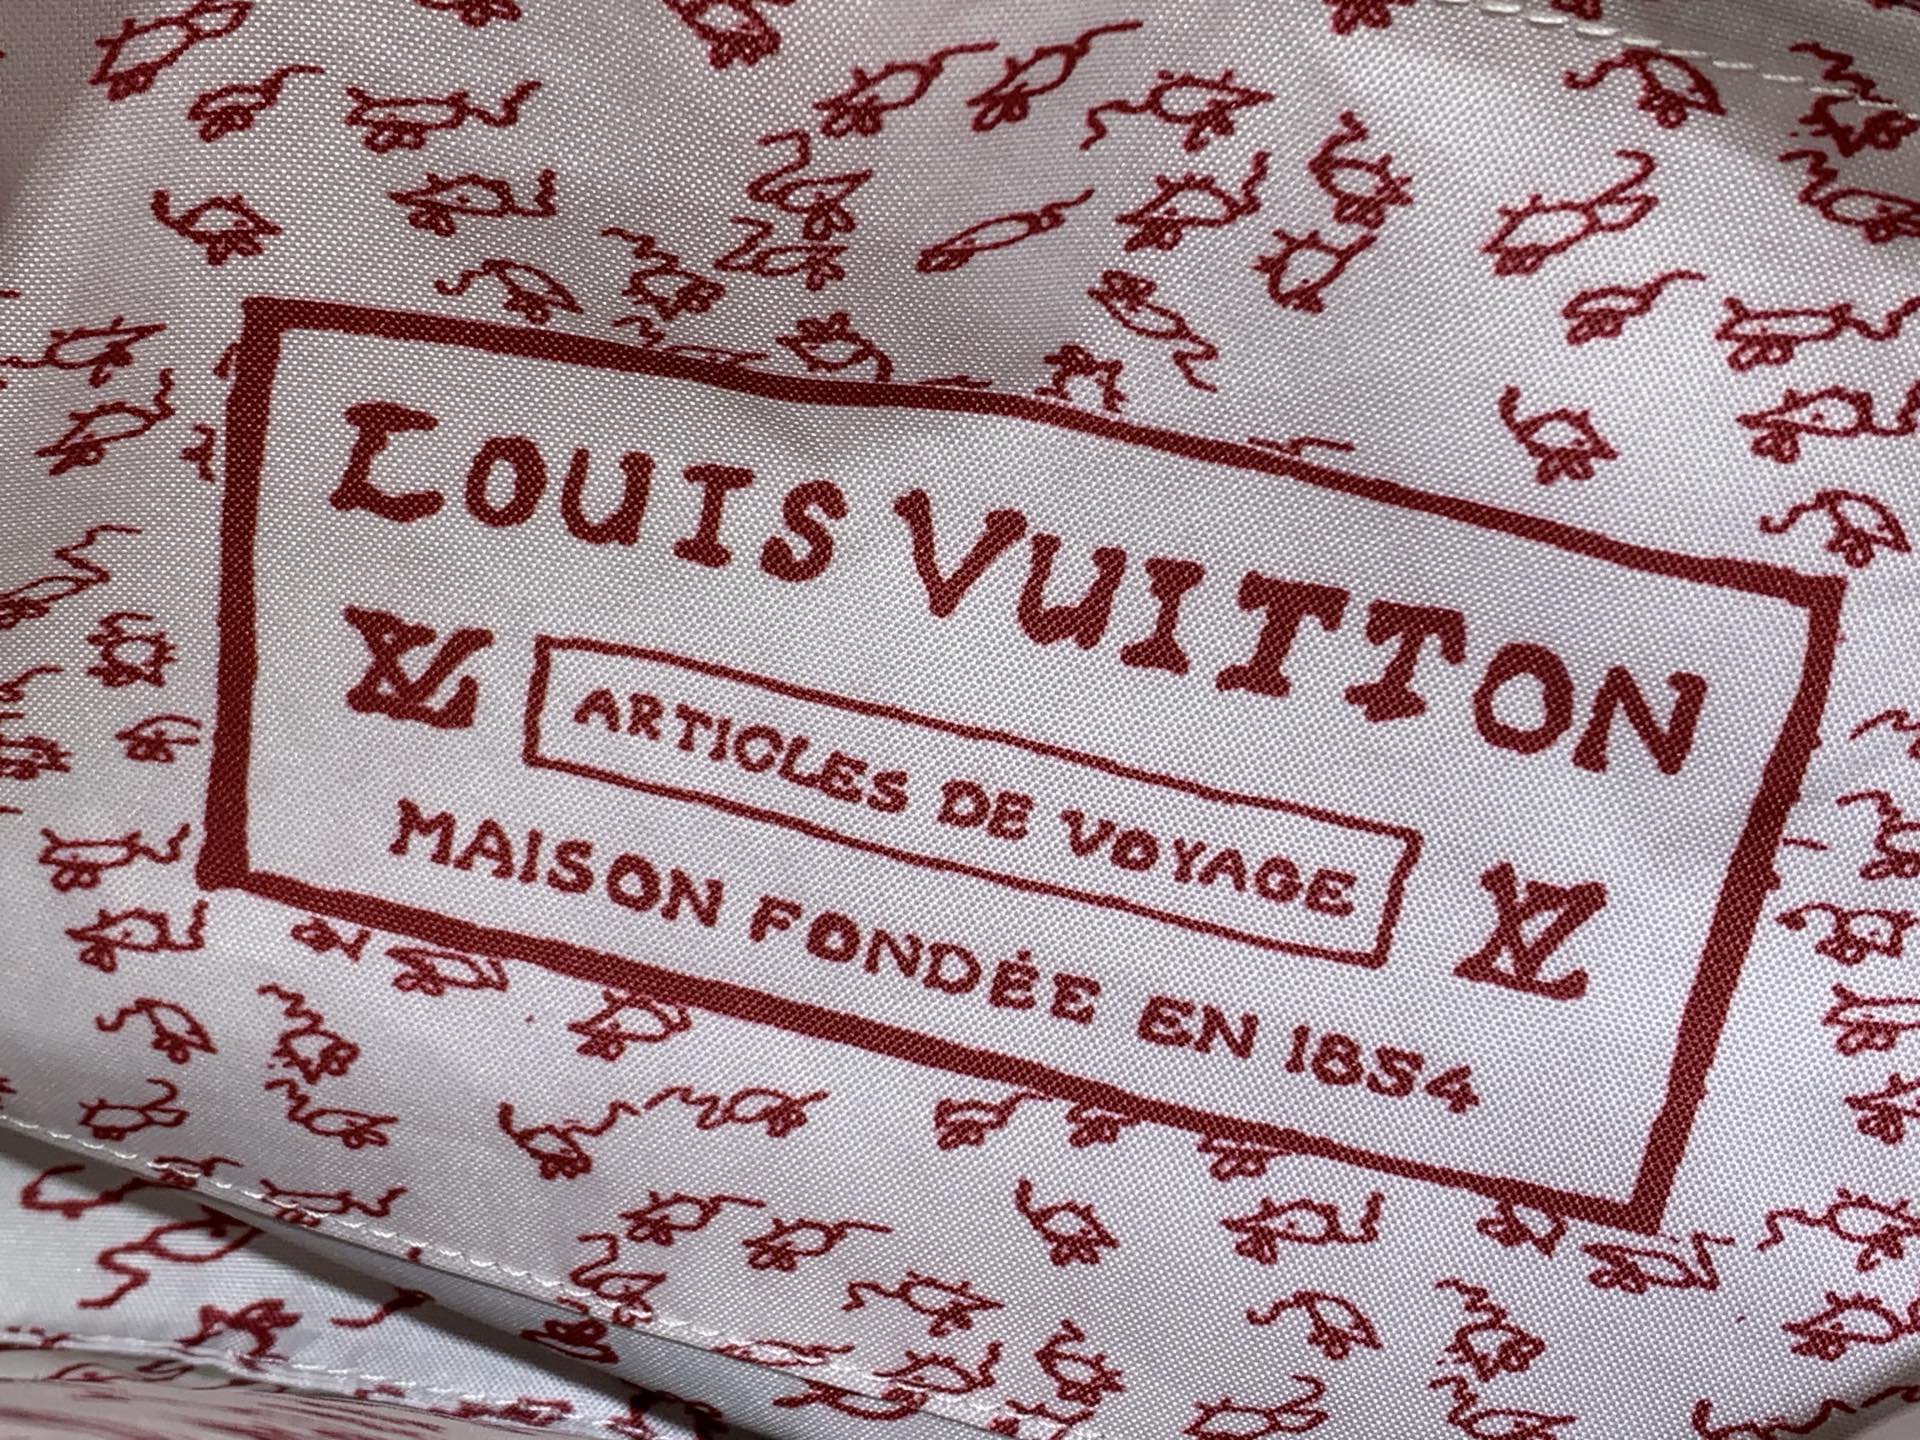 LOUIS VUITTON
ARTICLES DE VOYAGE
MAISON FONDÉE EN 1854